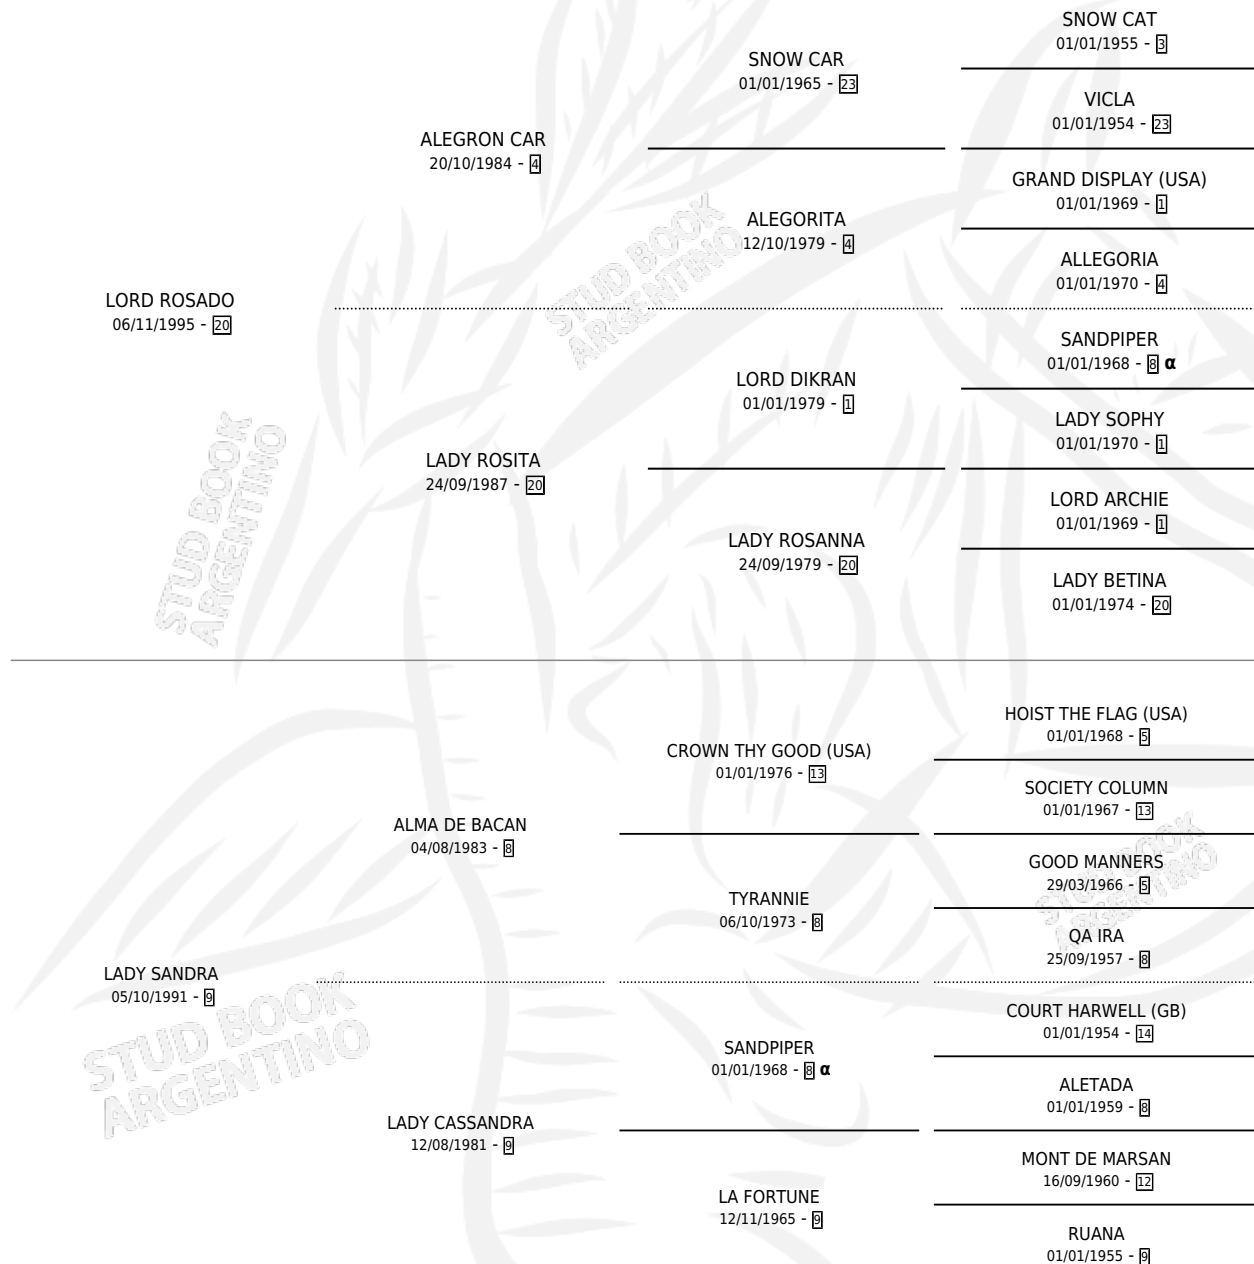 SNOW CAT
01/01/1955 - 3
SNOW CAR
01/01/1965 - 23
VICLA
01/01/1954 - 23
ALEGRON CAR
20/10/1984 - 4
GRAND DISPLAY (USA)
01/01/1969 - 1
ALEGORITA
12/10/1979 - 4
ALLEGORIA
01/01/1970 - 4
STUD BOOK
ARGENTINO
LORD ROSADO
06/11/1995 - 20
SANDPIPER
01/01/1968 - 8 α
LORD DIKRAN
01/01/1979 - 1
LADY SOPHY
01/01/1970 - 1
LADY ROSITA
24/09/1987 - 20
LORD ARCHIE
01/01/1969 - 1
LADY ROSANNA
24/09/1979 - 20
LADY BETINA
01/01/1974 - 20
STUD BOOK
ARGENTINO
HOIST THE FLAG (USA)
01/01/1968 - 5
CROWN THY GOOD (USA)
01/01/1976 - 13
SOCIETY COLUMN
01/01/1967 - 13
ALMA DE BACAN
04/08/1983 - 8
GOOD MANNERS
29/03/1966 - 5
STUD BOOK
ARGENTINO
TYRANNIE
06/10/1973 - 8
QA IRA
25/09/1957 - 8
LADY SANDRA
05/10/1991 - 9
COURT HARWELL (GB)
01/01/1954 - 14
STUD BOOK
ARGENTINO
SANDPIPER
01/01/1968 - 8 α
ALETADA
01/01/1959 - 8
LADY CASSANDRA
12/08/1981 - 9
MONT DE MARSAN
16/09/1960 - 12
LA FORTUNE
12/11/1965 - 9
RUANA
01/01/1955 - 9